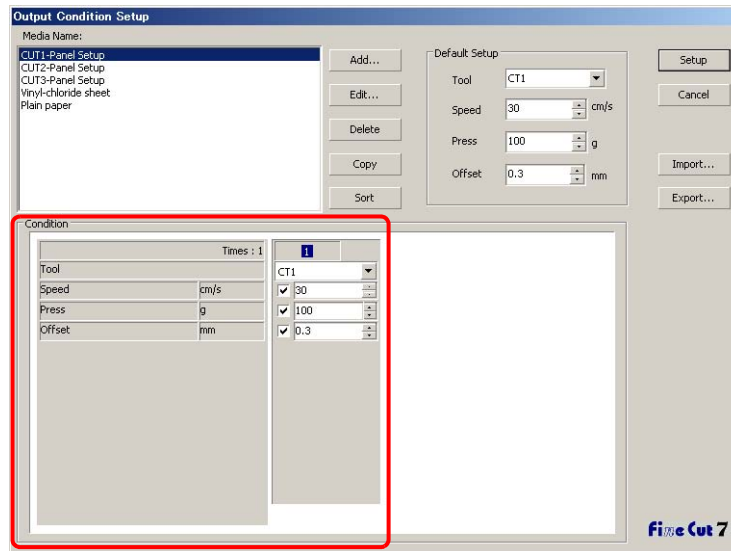 Output Condition Setup
Media Name:
CUT1-Panel Setup
CUT2-Panel Setup
CUT3-Panel Setup
Vinyl-chloride sheet
Plain paper
Add...
Edit...
Delete
Copy
Sort
Default Setup
Tool CT1
Speed 30 cm/s
Press 100 g
Offset 0.3 mm
Setup
Cancel
Import...
Export...
Condition
Times : 1 1
Tool CT1
Speed cm/s 30
Press g 100
Offset mm 0.3
Fine Cut 7